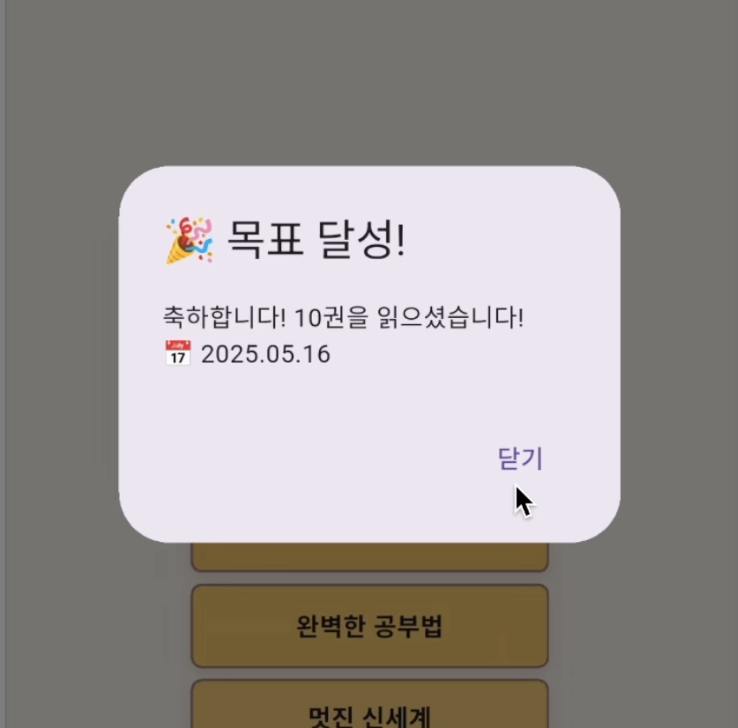 🎉 목표 달성!
축하합니다! 10권을 읽으셨습니다!
📅 2025.05.16
닫기
완벽한 공부법
멋진 신세계